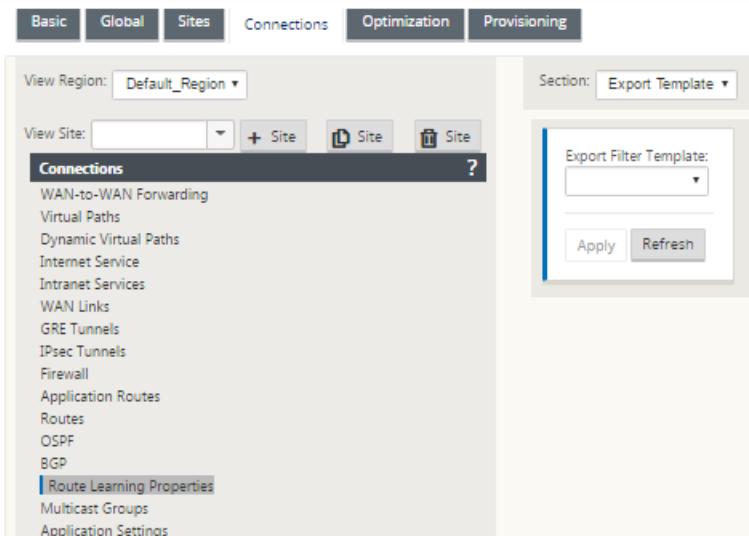 Basic Global Sites Connections Optimization Provisioning
View Region: Default_Region
Section: Export Template
View Site: + Site Site Site
Connections ?
Export Filter Template:
WAN-to-WAN Forwarding
Virtual Paths
Dynamic Virtual Paths
Internet Service
Intranet Services
WAN Links
GRE Tunnels
IPsec Tunnels
Firewall
Application Routes
Routes
OSPF
BGP
Route Learning Properties
Multicast Groups
Application Settings
Apply Refresh